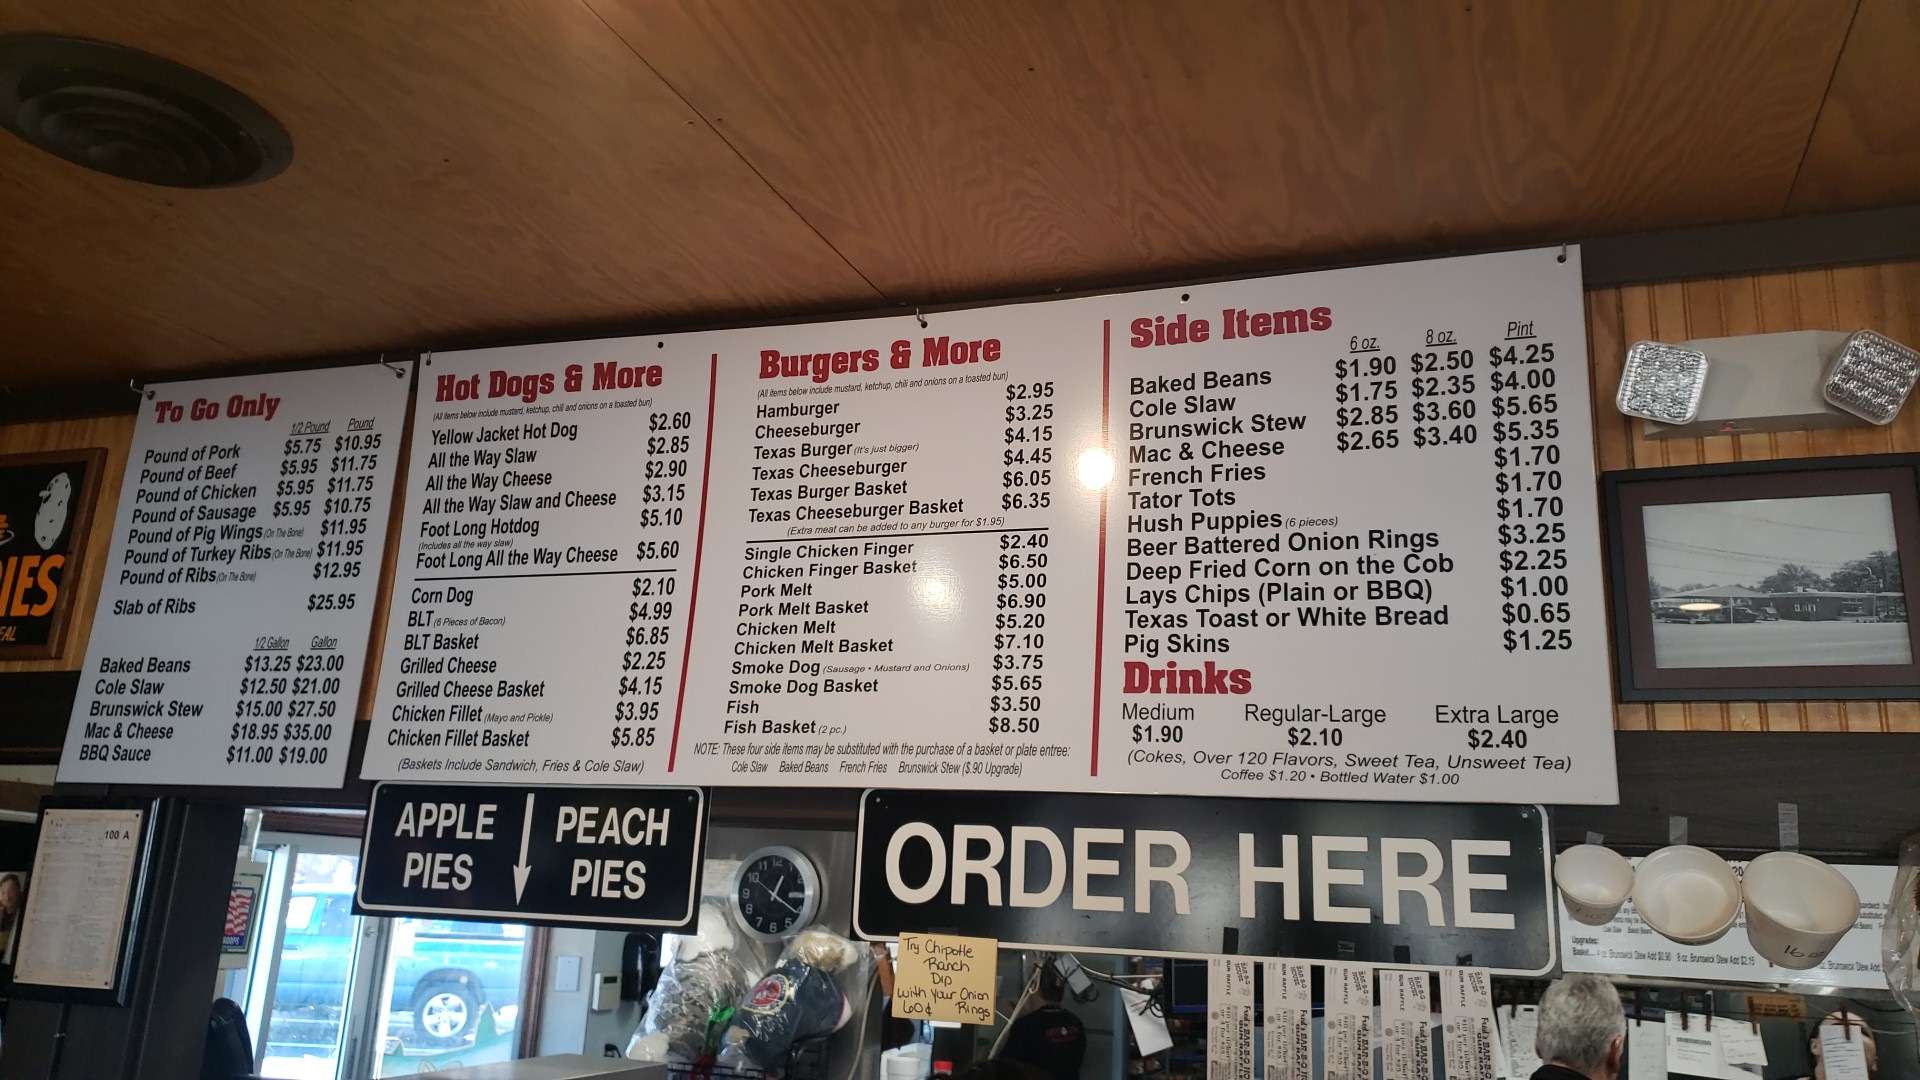 To Go Only
1/2 Pound Pound
Pound of Pork $5.75 $10.95
Pound of Beef $5.95 $11.75
Pound of Chicken $5.95 $11.75
Pound of Sausage $5.95 $10.75
Pound of Pig Wings (On The Bone) $11.95
Pound of Turkey Ribs (On The Bone) $11.95
Pound of Ribs (On The Bone) $12.95
Slab of Ribs $25.95
1/2 Gallon Gallon
Baked Beans $13.25 $23.00
Cole Slaw $12.50 $21.00
Brunswick Stew $15.00 $27.50
Mac & Cheese $18.95 $35.00
BBQ Sauce $11.00 $19.00
Hot Dogs & More
(All items below include mustard, ketchup, chili and onions on a toasted bun)
Yellow Jacket Hot Dog $2.60
All the Way Slaw $2.85
All the Way Cheese $2.90
All the Way Slaw and Cheese $3.15
Foot Long Hotdog $5.10
(Includes all the way slaw)
Foot Long All the Way Cheese $5.60
Corn Dog $2.10
BLT (6 Pieces of Bacon) $4.99
BLT Basket $6.85
Grilled Cheese $2.25
Grilled Cheese Basket $4.15
Chicken Fillet (Mayo and Pickle) $3.95
Chicken Fillet Basket $5.85
(Baskets Include Sandwich, Fries & Cole Slaw)
Burgers & More
(All items below include mustard, ketchup, chili and onions on a toasted bun)
Hamburger $2.95
Cheeseburger $3.25
Texas Burger (It's just bigger) $4.15
Texas Cheeseburger $4.45
Texas Burger Basket $6.05
Texas Cheeseburger Basket $6.35
(Extra meat can be added to any burger for $1.95)
Single Chicken Finger $2.40
Chicken Finger Basket $6.50
Pork Melt $5.00
Pork Melt Basket $6.90
Chicken Melt $5.20
Chicken Melt Basket $7.10
Smoke Dog (Sausage • Mustard and Onions) $3.75
Smoke Dog Basket $5.65
Fish $3.50
Fish Basket (2 pc.) $8.50
NOTE: These four side items may be substituted with the purchase of a basket or plate entree:
Cole Slaw Baked Beans French Fries Brunswick Stew ($.90 Upgrade)
Side Items
6 oz. 8 oz. Pint
Baked Beans $1.90 $2.50 $4.25
Cole Slaw $1.75 $2.35 $4.00
Brunswick Stew $2.85 $3.60 $5.65
Mac & Cheese $2.65 $3.40 $5.35
French Fries $1.70
Tator Tots $1.70
Hush Puppies (6 pieces) $1.70
Beer Battered Onion Rings $3.25
Deep Fried Corn on the Cob $2.25
Lays Chips (Plain or BBQ) $1.00
Texas Toast or White Bread $0.65
Pig Skins $1.25
Drinks
Medium Regular-Large Extra Large
$1.90 $2.10 $2.40
(Cokes, Over 120 Flavors, Sweet Tea, Unsweet Tea)
Coffee $1.20 • Bottled Water $1.00
IES
EAL
100 A
APPLE PIES
PEACH PIES
ORDER HERE
Try Chipotle
Ranch
Dip
with your Onion
60¢ Rings
Upgrades:
8 oz. Brunswick Stew Add $2.15